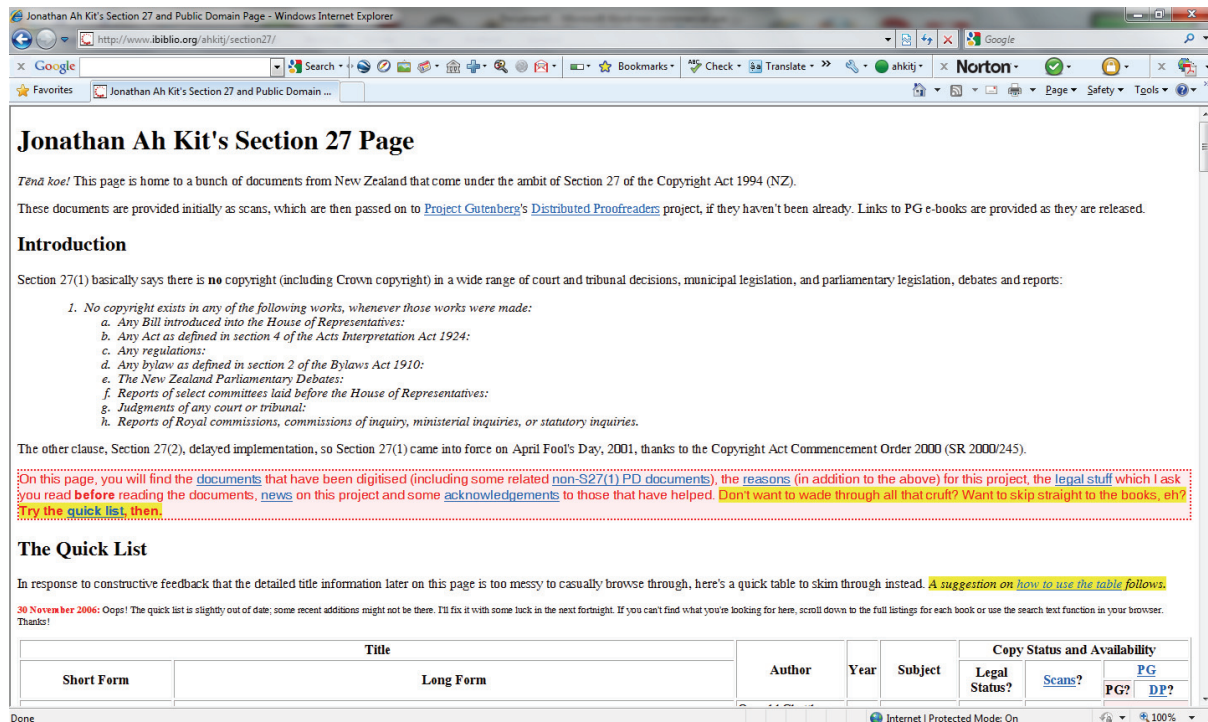 Jonathan Ah Kit's Section 27 and Public Domain Page - Windows Internet Explorer
http://www.ibiblio.org/ahkitj/section27/
Google
x Google Search Bookmarks Check Translate ahkitj x Norton x
Favorites Jonathan Ah Kit's Section 27 and Public Domain ... Page Safety Tools
Jonathan Ah Kit's Section 27 Page
Tēnā koe! This page is home to a bunch of documents from New Zealand that come under the ambit of Section 27 of the Copyright Act 1994 (NZ).
These documents are provided initially as scans, which are then passed on to Project Gutenberg's Distributed Proofreaders project, if they haven't been already. Links to PG e-books are provided as they are released.
Introduction
Section 27(1) basically says there is no copyright (including Crown copyright) in a wide range of court and tribunal decisions, municipal legislation, and parliamentary legislation, debates and reports:
1. No copyright exists in any of the following works, whenever those works were made:
a. Any Bill introduced into the House of Representatives:
b. Any Act as defined in section 4 of the Acts Interpretation Act 1924:
c. Any regulations:
d. Any bylaw as defined in section 2 of the Bylaws Act 1910:
e. The New Zealand Parliamentary Debates:
f. Reports of select committees laid before the House of Representatives:
g. Judgments of any court or tribunal:
h. Reports of Royal commissions, commissions of inquiry, ministerial inquiries, or statutory inquiries.
The other clause, Section 27(2), delayed implementation, so Section 27(1) came into force on April Fool's Day, 2001, thanks to the Copyright Act Commencement Order 2000 (SR 2000/245).
On this page, you will find the documents that have been digitised (including some related non-S27(1) PD documents), the reasons (in addition to the above) for this project, the legal stuff which I ask
you read before reading the documents, news on this project and some acknowledgements to those that have helped. Don't want to wade through all that cruft? Want to skip straight to the books, eh?
Try the quick list, then.
The Quick List
In response to constructive feedback that the detailed title information later on this page is too messy to casually browse through, here's a quick table to skim through instead. A suggestion on how to use the table follows.
30 November 2006: Oops! The quick list is slightly out of date; some recent additions might not be there. I'll fix it with some luck in the next fortnight. If you can't find what you're looking for here, scroll down to the full listings for each book or use the search text function in your browser.
Thanks!
Title Copy Status and Availability
Short Form Long Form Author Year Subject Legal Status? Scans? PG
PG? DP?
Done Internet | Protected Mode: On 100%